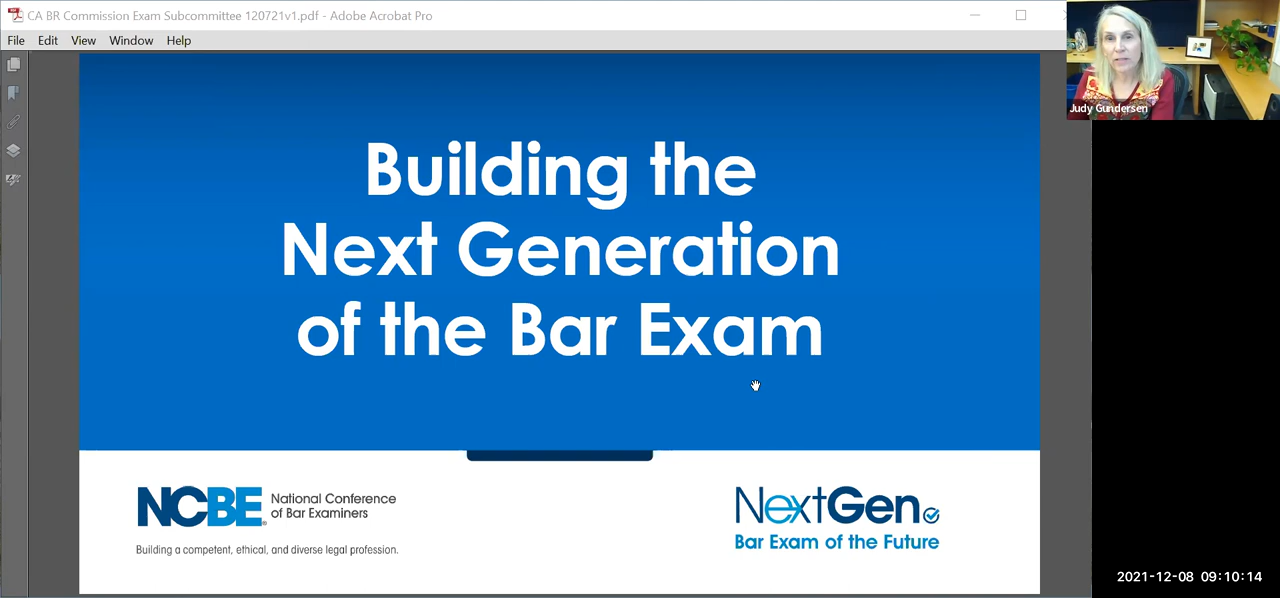 CA BR Commission Exam Subcommittee 120721v1.pdf - Adobe Acrobat Pro
File Edit View Window Help
Judy Gundersen
Building the
Next Generation
of the Bar Exam
NCBE® National Conference
of Bar Examiners
Building a competent, ethical, and diverse legal profession.
NextGen
Bar Exam of the Future
2021-12-08 09:10:14